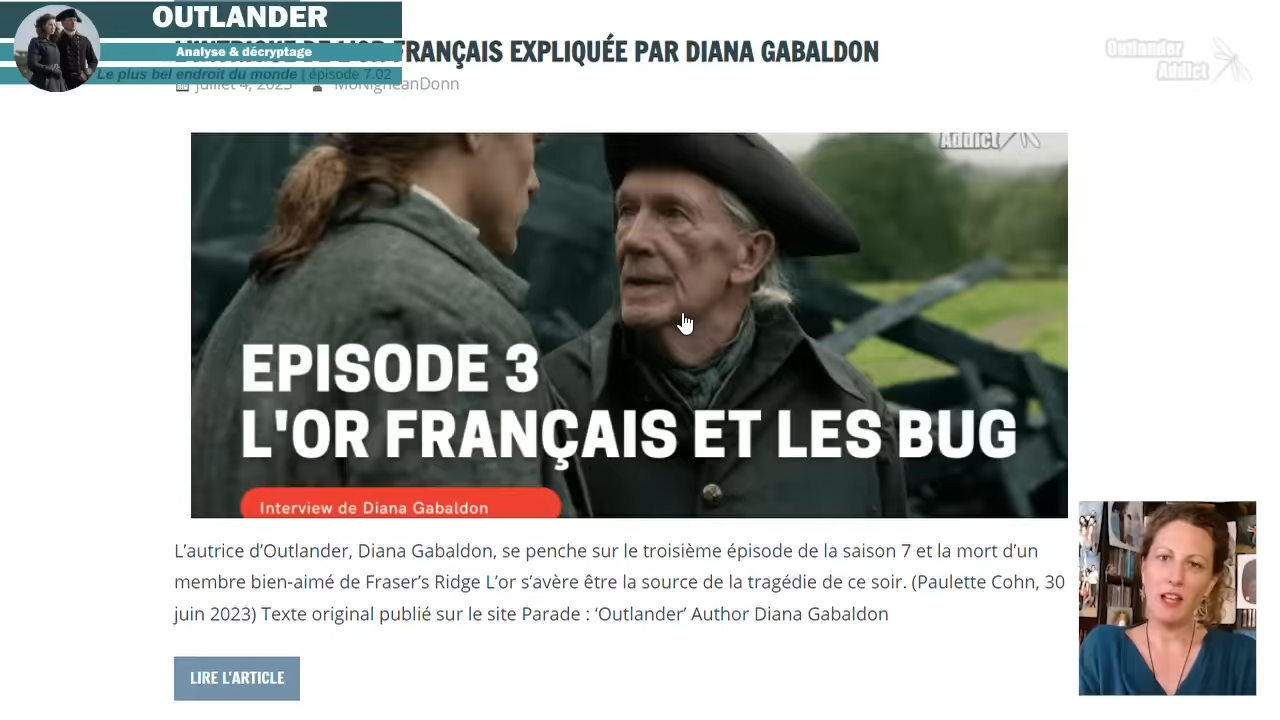 OUTLANDER
Analyse & décryptage
Le plus bel endroit du monde | épisode 7.02
FRANÇAIS EXPLIQUÉE PAR DIANA GABALDON
juillet 4, 2023 MoNigheanDonn
Outlander
Addict
Addict
EPISODE 3
L'OR FRANÇAIS ET LES BUG
Interview de Diana Gabaldon
L'autrice d'Outlander, Diana Gabaldon, se penche sur le troisième épisode de la saison 7 et la mort d'un
membre bien-aimé de Fraser's Ridge L'or s'avère être la source de la tragédie de ce soir. (Paulette Cohn, 30
juin 2023) Texte original publié sur le site Parade : 'Outlander' Author Diana Gabaldon
LIRE L'ARTICLE